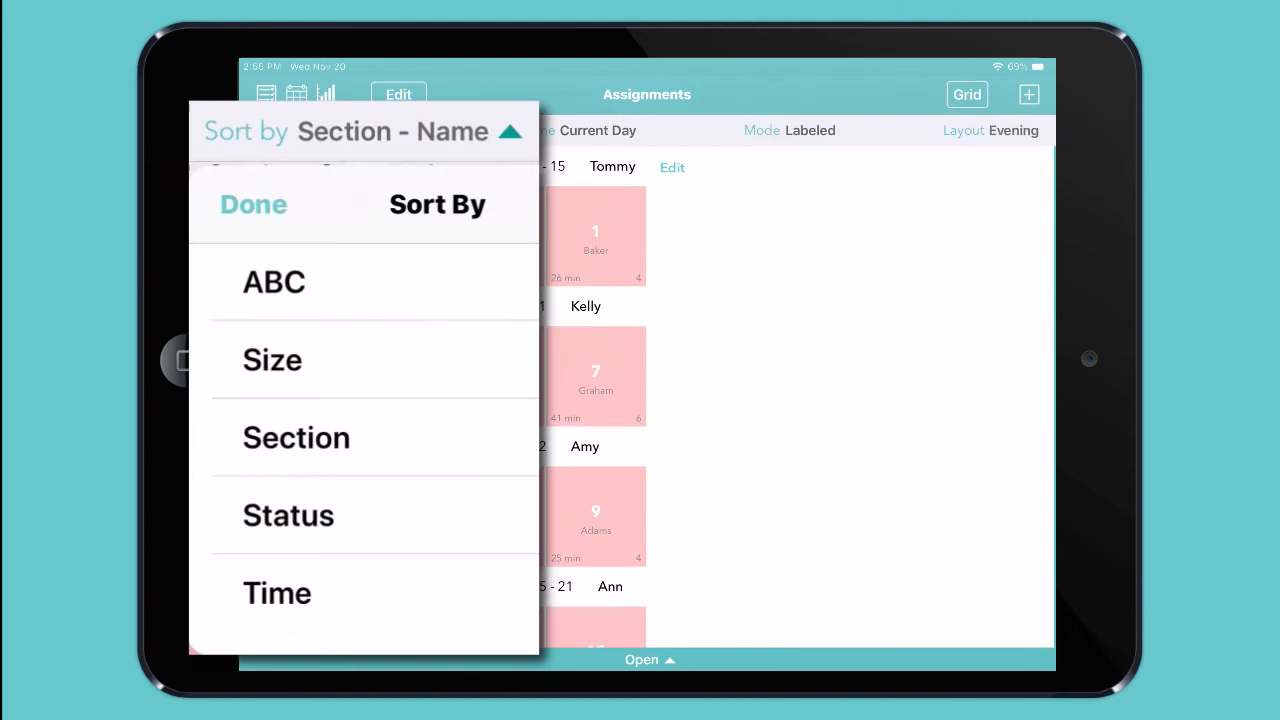 2:55 PM Wed Nov 20
69%
Edit
Assignments
Grid
Sort by Section - Name
Current Day
Mode Labeled
Layout Evening
Done
Sort By
ABC
Size
Section
Status
Time
- 15 Tommy Edit
1
Baker
26 min 4
1 Kelly
7
Graham
41 min 6
2 Amy
9
Adams
25 min 4
5 - 21 Ann
Open